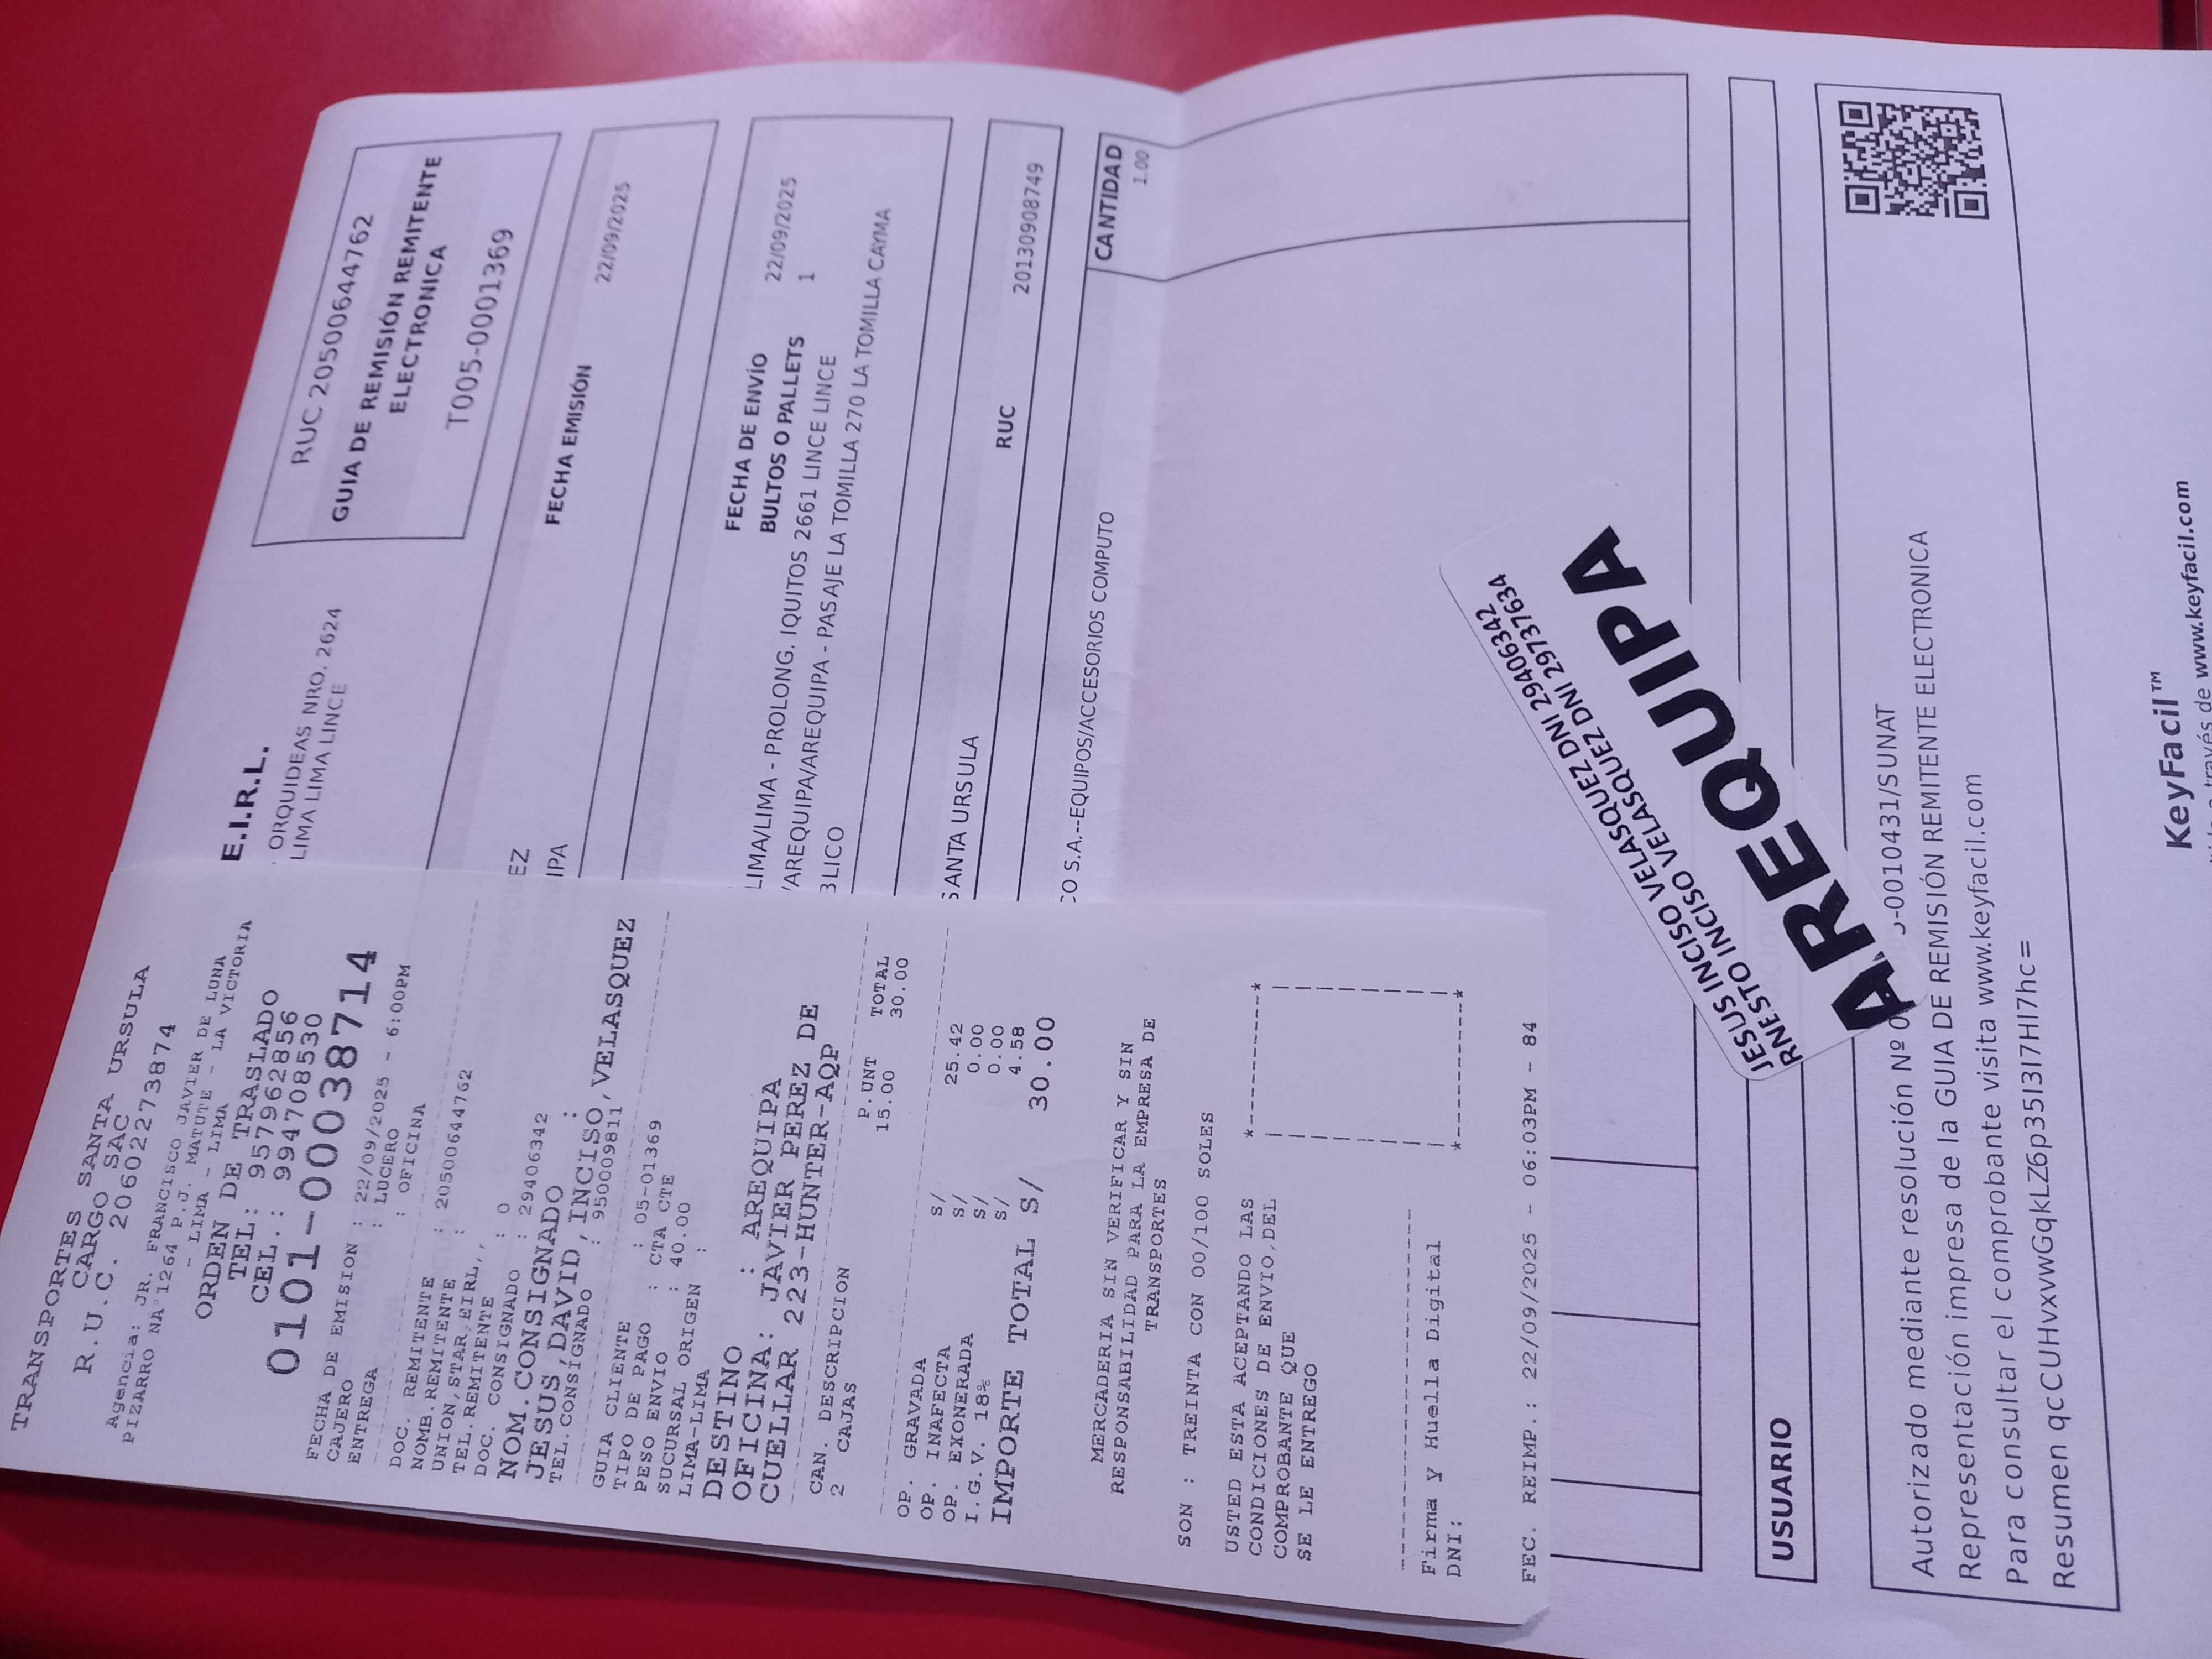 TRANSPORTES SANTA URSULA
CARGO SAC
R.U.C. 20602273874
Agencia: JR. FRANCISCO JAVIER DE LUNA
PIZARRO NA 1264 P.J. MATUTE - LA VICTORIA
- LIMA - LIMA
ORDEN DE TRASLADO
TEL: 957962856
CEL.: 994708530
0101-00038714
FECHA DE EMISION : 22/09/2025 - 6:00PM
CAJERO : LUCERO
ENTREGA : OFICINA
DOC. REMITENTE : 20500644762
NOMB.REMITENTE :
UNION,STAR,EIRL,,
TEL.REMITENTE : 0
DOC. CONSIGNADO : 29406342
NOM.CONSIGNADO :
JESUS,DAVID,INCISO,VELASQUEZ
TEL.CONSIGNADO : 950009811
GUIA CLIENTE : 05-01369
TIPO DE PAGO : CTA CTE
PESO ENVIO : 40.00
SUCURSAL ORIGEN :
LIMA-LIMA
DESTINO : AREQUIPA
OFICINA: JAVIER PEREZ DE
CUELLAR 223-HUNTER-AQP
CAN. DESCRIPCION P.UNT TOTAL
2 CAJAS 15.00 30.00
OP. GRAVADA S/ 25.42
OP. INAFECTA S/ 0.00
OP. EXONERADA S/ 0.00
I.G.V. 18% S/ 4.58
IMPORTE TOTAL S/ 30.00
MERCADERIA SIN VERIFICAR Y SIN
RESPONSABILIDAD PARA LA EMPRESA DE
TRANSPORTES
SON : TREINTA CON 00/100 SOLES
USTED ESTA ACEPTANDO LAS
CONDICIONES DE ENVIO,DEL
COMPROBANTE QUE
SE LE ENTREGO
Firma y Huella Digital
DNI:
FEC. REIMP.: 22/09/2025 - 06:03PM - 84
E.I.R.L.
ORQUIDEAS NRO. 2624
LIMA LIMA LINCE
RUC 20500644762
GUIA DE REMISIÓN REMITENTE
ELECTRONICA
T005-0001369
EZ FECHA EMISIÓN 22/09/2025
IPA
FECHA DE ENVÍO 22/09/2025
BULTOS O PALLETS 1
LIMA/LIMA - PROLONG. IQUITOS 2661 LINCE LINCE
/AREQUIPA/AREQUIPA - PASAJE LA TOMILLA 270 LA TOMILLA CAYMA
BLICO
SANTA URSULA RUC 20130908749
CANTIDAD
CO S.A.--EQUIPOS/ACCESORIOS COMPUTO 1.00
JESUS INCISO VELASQUEZ DNI 29406342
RNESTO INCISO VELASQUEZ DNI 29737634
AREQUIPA
USUARIO
Autorizado mediante resolución Nº 0 5-0010431/SUNAT
Representación impresa de la GUIA DE REMISIÓN REMITENTE ELECTRONICA
Para consultar el comprobante visita www.keyfacil.com
Resumen qcCUHvxvwGqkLZ6p35I3I7HI7hc=
KeyFacil™
través de www.keyfacil.com